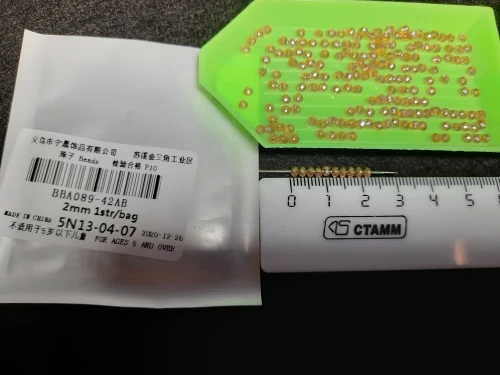 义乌市宁晨饰品有限公司 苏溪金三角工业区
珠子 Beads 检验合格 P10
BBA089-42AB
2mm 1str/bag
MADE IN CHINA 5N13-04-07 2020-12-26
不适用于5岁以下儿童 FOR AGES 5 AND OVER
0 1 2 3 4 5 6
СТАММ